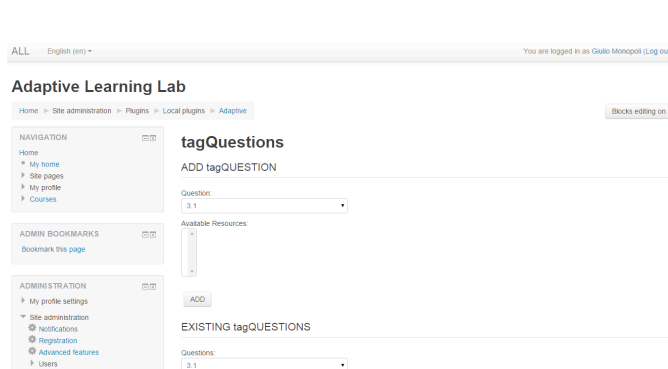 ALL English (en)
You are logged in as Giulio Monopoli (Log ou
Adaptive Learning Lab
Home Site administration Plugins Local plugins Adaptive
Blocks editing on
NAVIGATION
Home
My home
Site pages
My profile
Courses
ADMIN BOOKMARKS
Bookmark this page
ADMINISTRATION
My profile settings
Site administration
Notifications
Registration
Advanced features
Users
tagQuestions
ADD tagQUESTION
Question:
3.1
Available Resources:
ADD
EXISTING tagQUESTIONS
Questions:
3.1